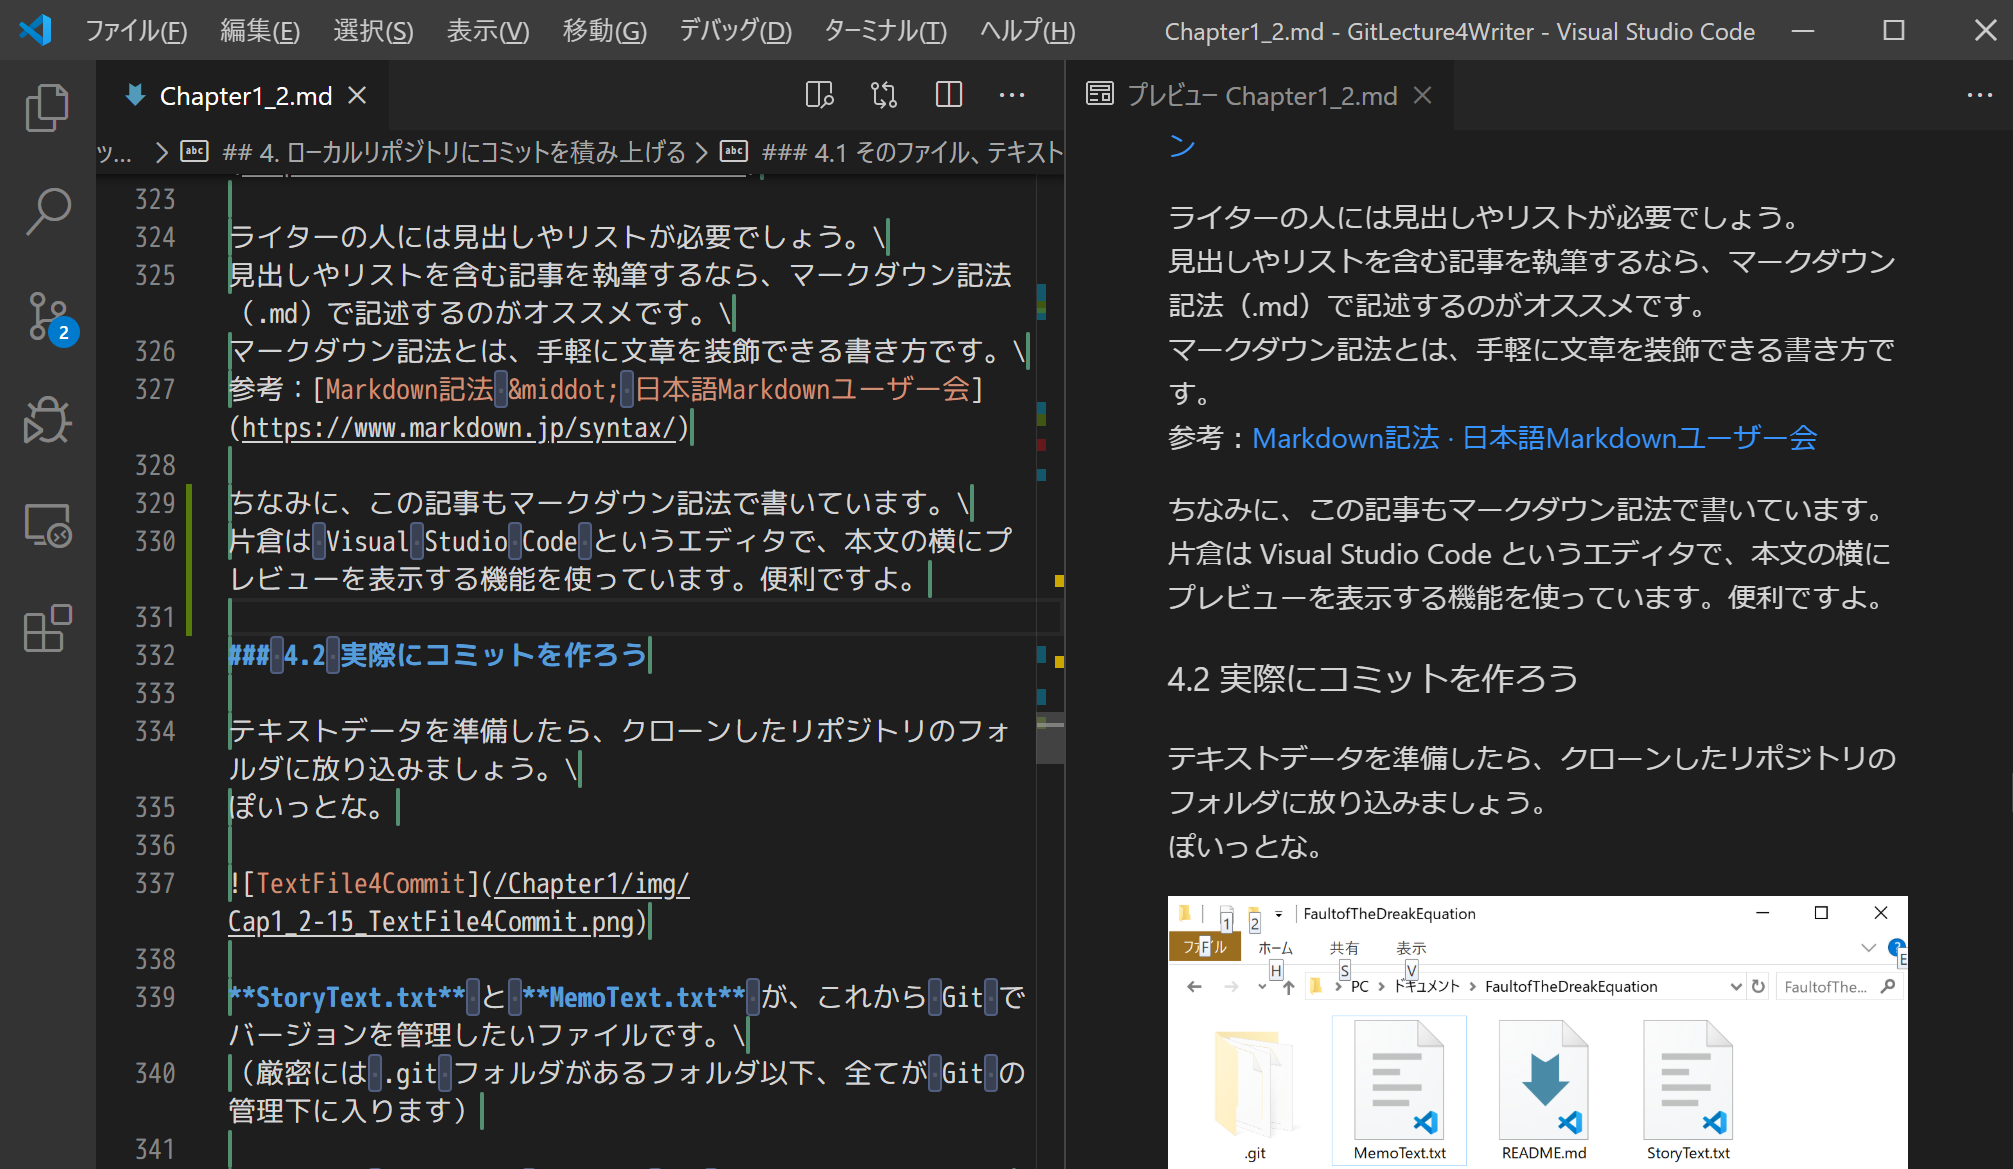 ファイル(F) 編集(E) 選択(S) 表示(V) 移動(G) デバッグ(D) ターミナル(T) ヘルプ(H) Chapter1_2.md - GitLecture4Writer - Visual Studio Code
Chapter1_2.md
ッ... > ## 4. ローカルリポジトリにコミットを積み上げる > ### 4.1 そのファイル、テキスト
323
324 ライターの人には見出しやリストが必要でしょう。\
325 見出しやリストを含む記事を執筆するなら、マークダウン記法
（.md）で記述するのがオススメです。\
326 マークダウン記法とは、手軽に文章を装飾できる書き方です。\
327 参考：[Markdown記法 &middot; 日本語Markdownユーザー会]
(https://www.markdown.jp/syntax/)
328
329 ちなみに、この記事もマークダウン記法で書いています。\
330 片倉は Visual Studio Code というエディタで、本文の横にプ
レビューを表示する機能を使っています。便利ですよ。
331
332 ### 4.2 実際にコミットを作ろう
333
334 テキストデータを準備したら、クローンしたリポジトリのフォ
ルダに放り込みましょう。\
335 ぽいっとな。
336
337 ![TextFile4Commit](/Chapter1/img/
Cap1_2-15_TextFile4Commit.png)
338
339 **StoryText.txt** と **MemoText.txt** が、これから Git で
バージョンを管理したいファイルです。\
340 （厳密には .git フォルダがあるフォルダ以下、全てが Git の
管理下に入ります）
341
2
プレビュー Chapter1_2.md
ン
ライターの人には見出しやリストが必要でしょう。
見出しやリストを含む記事を執筆するなら、マークダウン
記法（.md）で記述するのがオススメです。
マークダウン記法とは、手軽に文章を装飾できる書き方で
す。
参考：Markdown記法 · 日本語Markdownユーザー会
ちなみに、この記事もマークダウン記法で書いています。
片倉は Visual Studio Code というエディタで、本文の横に
プレビューを表示する機能を使っています。便利ですよ。
4.2 実際にコミットを作ろう
テキストデータを準備したら、クローンしたリポジトリの
フォルダに放り込みましょう。
ぽいっとな。
1 2 FaultofTheDreakEquation
ファイル ホーム 共有 表示
F H S V E
PC > ドキュメント > FaultofTheDreakEquation FaultofThe...
.git MemoText.txt README.md StoryText.txt